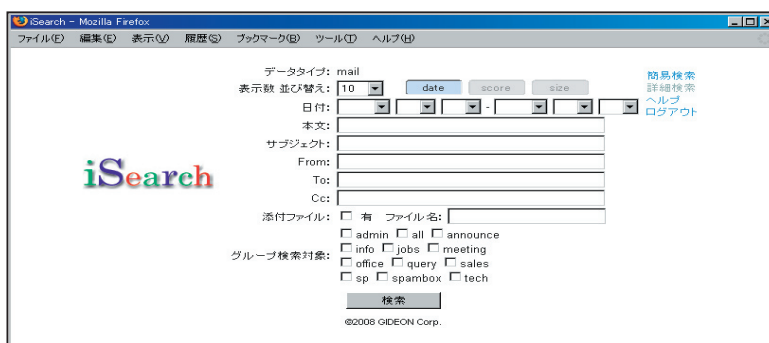 iSearch - Mozilla Firefox
ファイル(F) 編集(E) 表示(V) 履歴(S) ブックマーク(B) ツール(T) ヘルプ(H)
データタイプ: mail
表示数 並び替え: 10 date score size
日付: -
本文:
サブジェクト:
From:
To:
Cc:
添付ファイル: 有 ファイル名:
グループ検索対象:
admin all announce
info jobs meeting
office query sales
sp spambox tech
検索
©2008 GIDEON Corp.
iSearch
簡易検索
詳細検索
ヘルプ
ログアウト